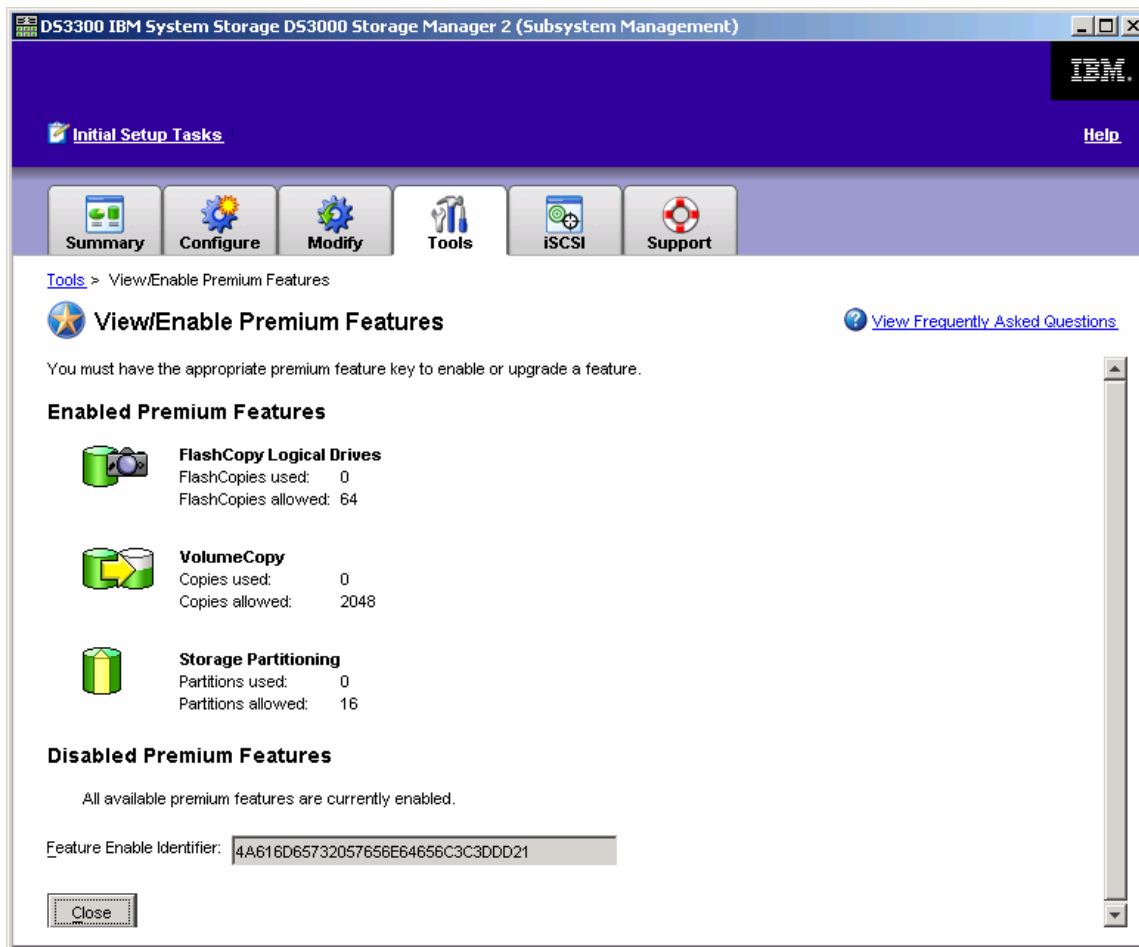 DS3300 IBM System Storage DS3000 Storage Manager 2 (Subsystem Management)
IBM.
Initial Setup Tasks
Help
Summary
Configure
Modify
Tools
iSCSI
Support
Tools > View/Enable Premium Features
View/Enable Premium Features
View Frequently Asked Questions
You must have the appropriate premium feature key to enable or upgrade a feature.
Enabled Premium Features
FlashCopy Logical Drives
FlashCopies used: 0
FlashCopies allowed: 64
VolumeCopy
Copies used: 0
Copies allowed: 2048
Storage Partitioning
Partitions used: 0
Partitions allowed: 16
Disabled Premium Features
All available premium features are currently enabled.
Feature Enable Identifier: 4A616D65732057656E64656C3C3DDD21
Close